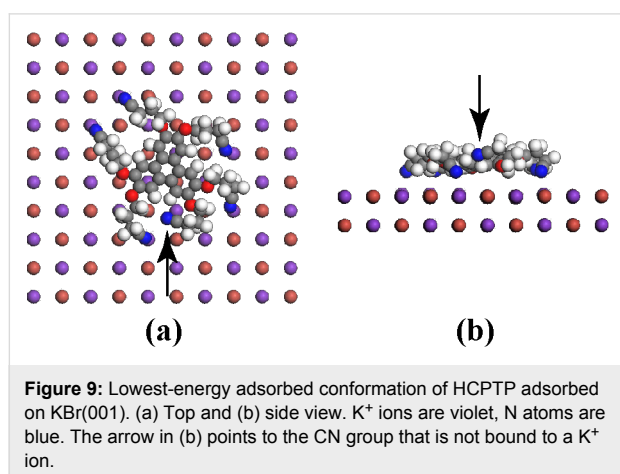 (a) (b)
Figure 9: Lowest-energy adsorbed conformation of HCPTP adsorbed
on KBr(001). (a) Top and (b) side view. K⁺ ions are violet, N atoms are
blue. The arrow in (b) points to the CN group that is not bound to a K⁺
ion.